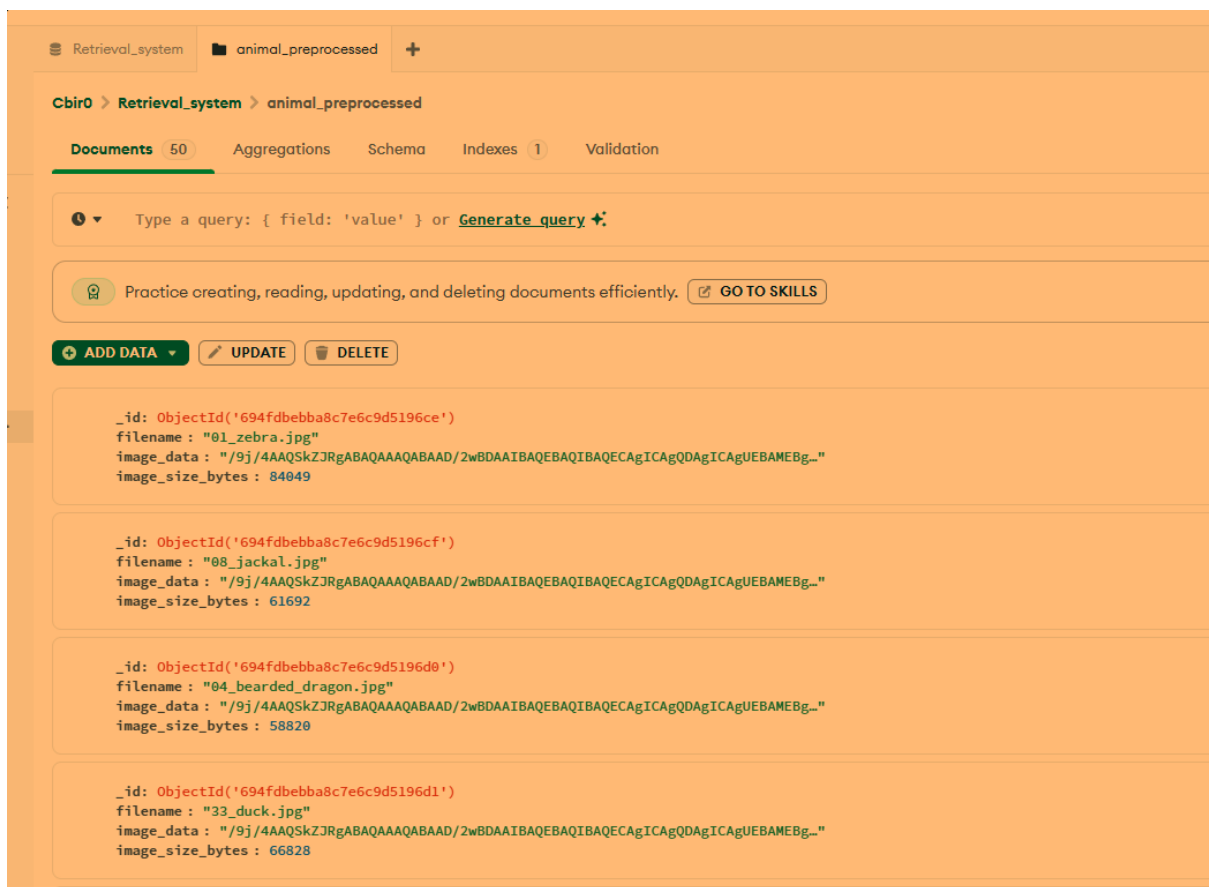 Retrieval_system animal_preprocessed
Cbir0 > Retrieval_system > animal_preprocessed
Documents 50 Aggregations Schema Indexes 1 Validation
Type a query: { field: 'value' } or Generate query
Practice creating, reading, updating, and deleting documents efficiently. GO TO SKILLS
ADD DATA UPDATE DELETE
_id: ObjectId('694fdbebba8c7e6c9d5196ce')
filename : "01_zebra.jpg"
image_data : "/9j/4AAQSkZJRgABAQAAAQABAAD/2wBDAAIBAQEBAQIBAQECAgICAgQDAgICAgUEBAMEBg…"
image_size_bytes : 84049
_id: ObjectId('694fdbebba8c7e6c9d5196cf')
filename : "08_jackal.jpg"
image_data : "/9j/4AAQSkZJRgABAQAAAQABAAD/2wBDAAIBAQEBAQIBAQECAgICAgQDAgICAgUEBAMEBg…"
image_size_bytes : 61692
_id: ObjectId('694fdbebba8c7e6c9d5196d0')
filename : "04_bearded_dragon.jpg"
image_data : "/9j/4AAQSkZJRgABAQAAAQABAAD/2wBDAAIBAQEBAQIBAQECAgICAgQDAgICAgUEBAMEBg…"
image_size_bytes : 58820
_id: ObjectId('694fdbebba8c7e6c9d5196d1')
filename : "33_duck.jpg"
image_data : "/9j/4AAQSkZJRgABAQAAAQABAAD/2wBDAAIBAQEBAQIBAQECAgICAgQDAgICAgUEBAMEBg…"
image_size_bytes : 66828